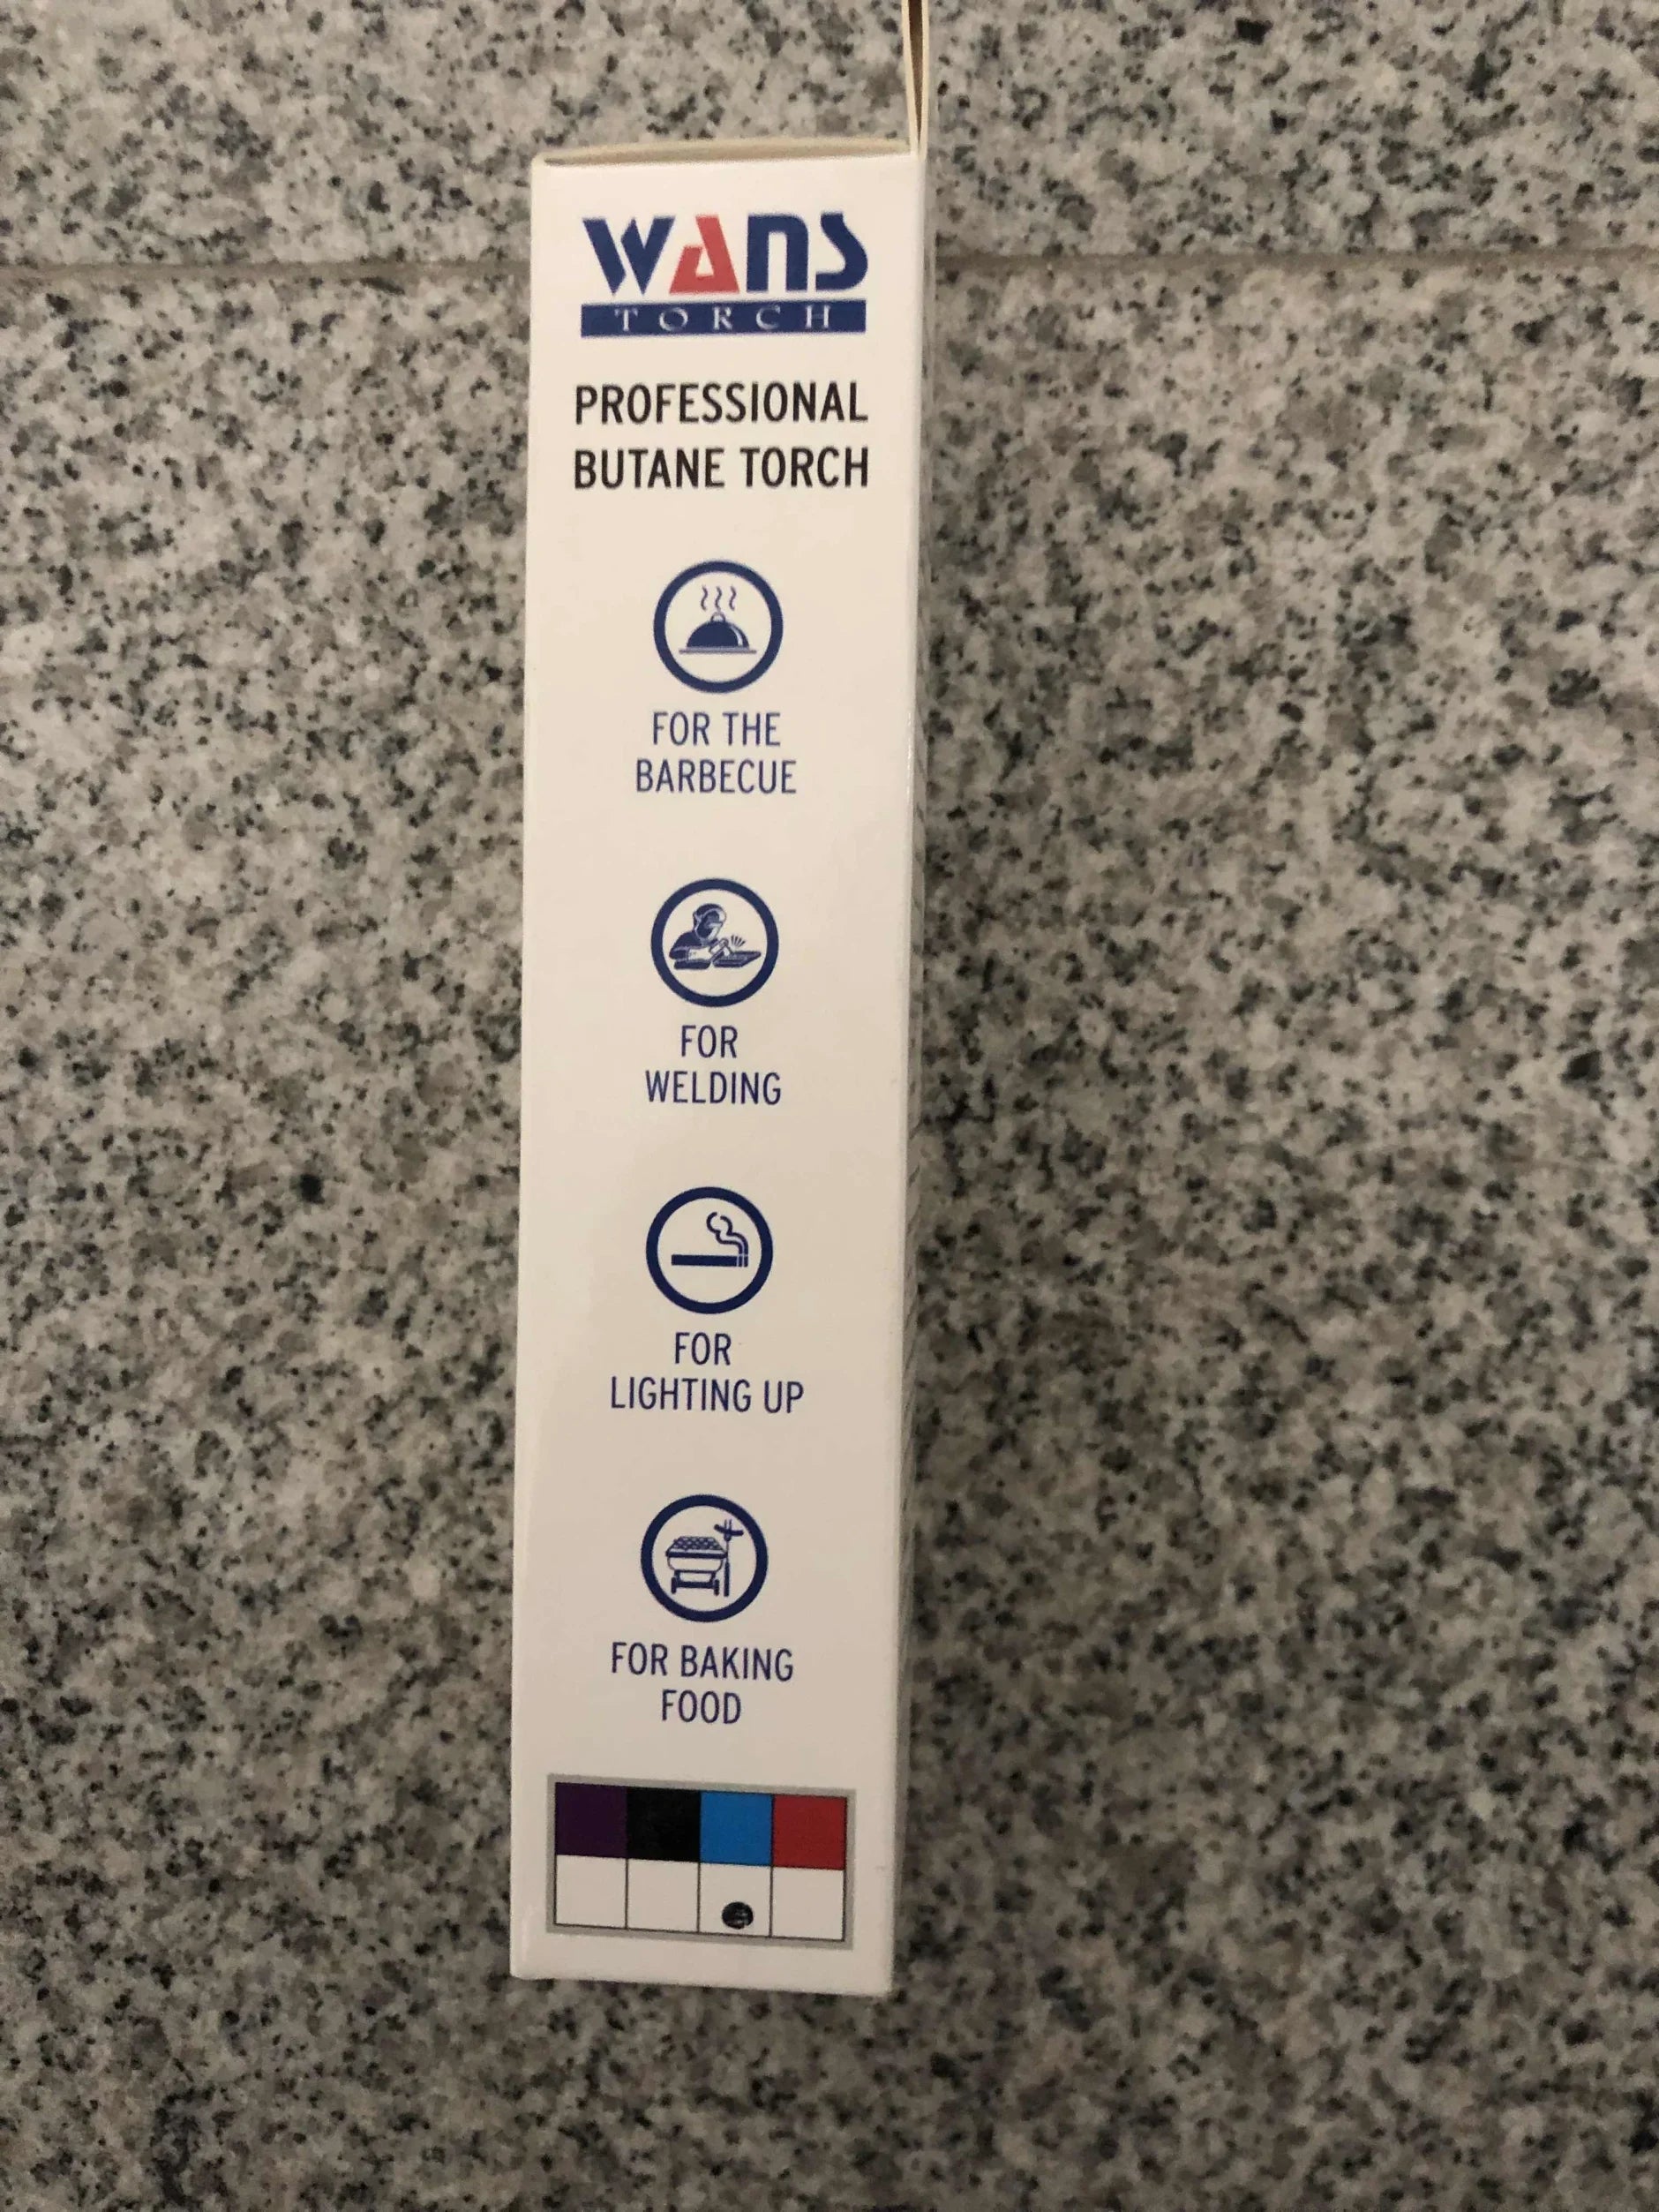 WANS
TORCH
PROFESSIONAL
BUTANE TORCH
FOR THE
BARBECUE
FOR
WELDING
FOR
LIGHTING UP
FOR BAKING
FOOD